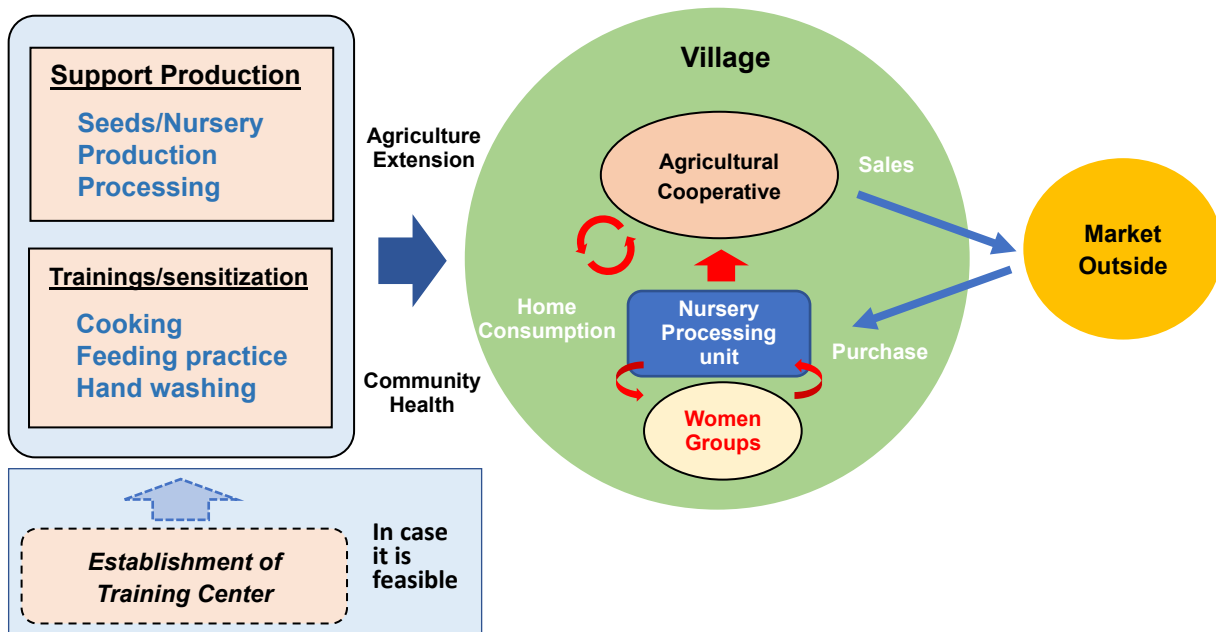 Support Production
Seeds/Nursery
Production
Processing
Trainings/sensitization
Cooking
Feeding practice
Hand washing
Establishment of
Training Center
In case
it is
feasible
Agriculture
Extension
Community
Health
Village
Agricultural
Cooperative
Home
Consumption
Nursery
Processing
unit
Women
Groups
Sales
Purchase
Market
Outside